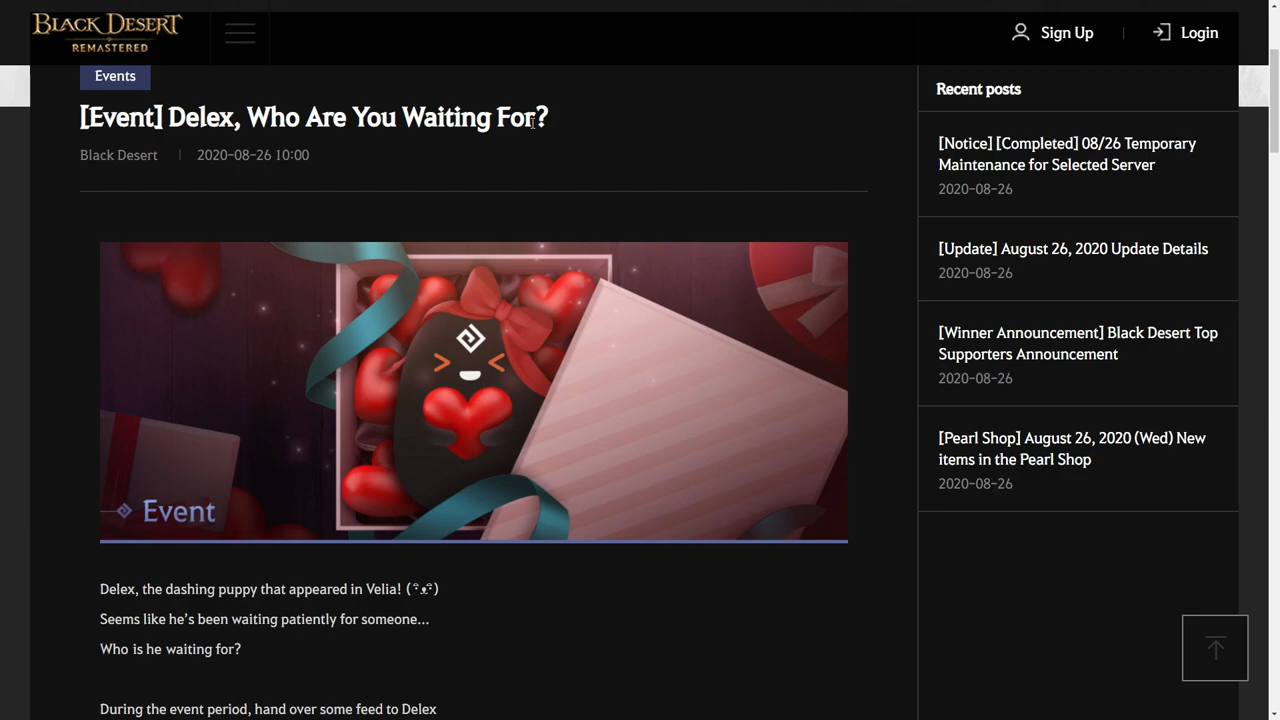 BLACK DESERT
REMASTERED
Sign Up
Login
Events
[Event] Delex, Who Are You Waiting For?
Black Desert
2020-08-26 10:00
Event
Delex, the dashing puppy that appeared in Velia! (ᵔᴥᵔ)
Seems like he's been waiting patiently for someone...
Who is he waiting for?
During the event period, hand over some feed to Delex
Recent posts
[Notice] [Completed] 08/26 Temporary
Maintenance for Selected Server
2020-08-26
[Update] August 26, 2020 Update Details
2020-08-26
[Winner Announcement] Black Desert Top
Supporters Announcement
2020-08-26
[Pearl Shop] August 26, 2020 (Wed) New
items in the Pearl Shop
2020-08-26